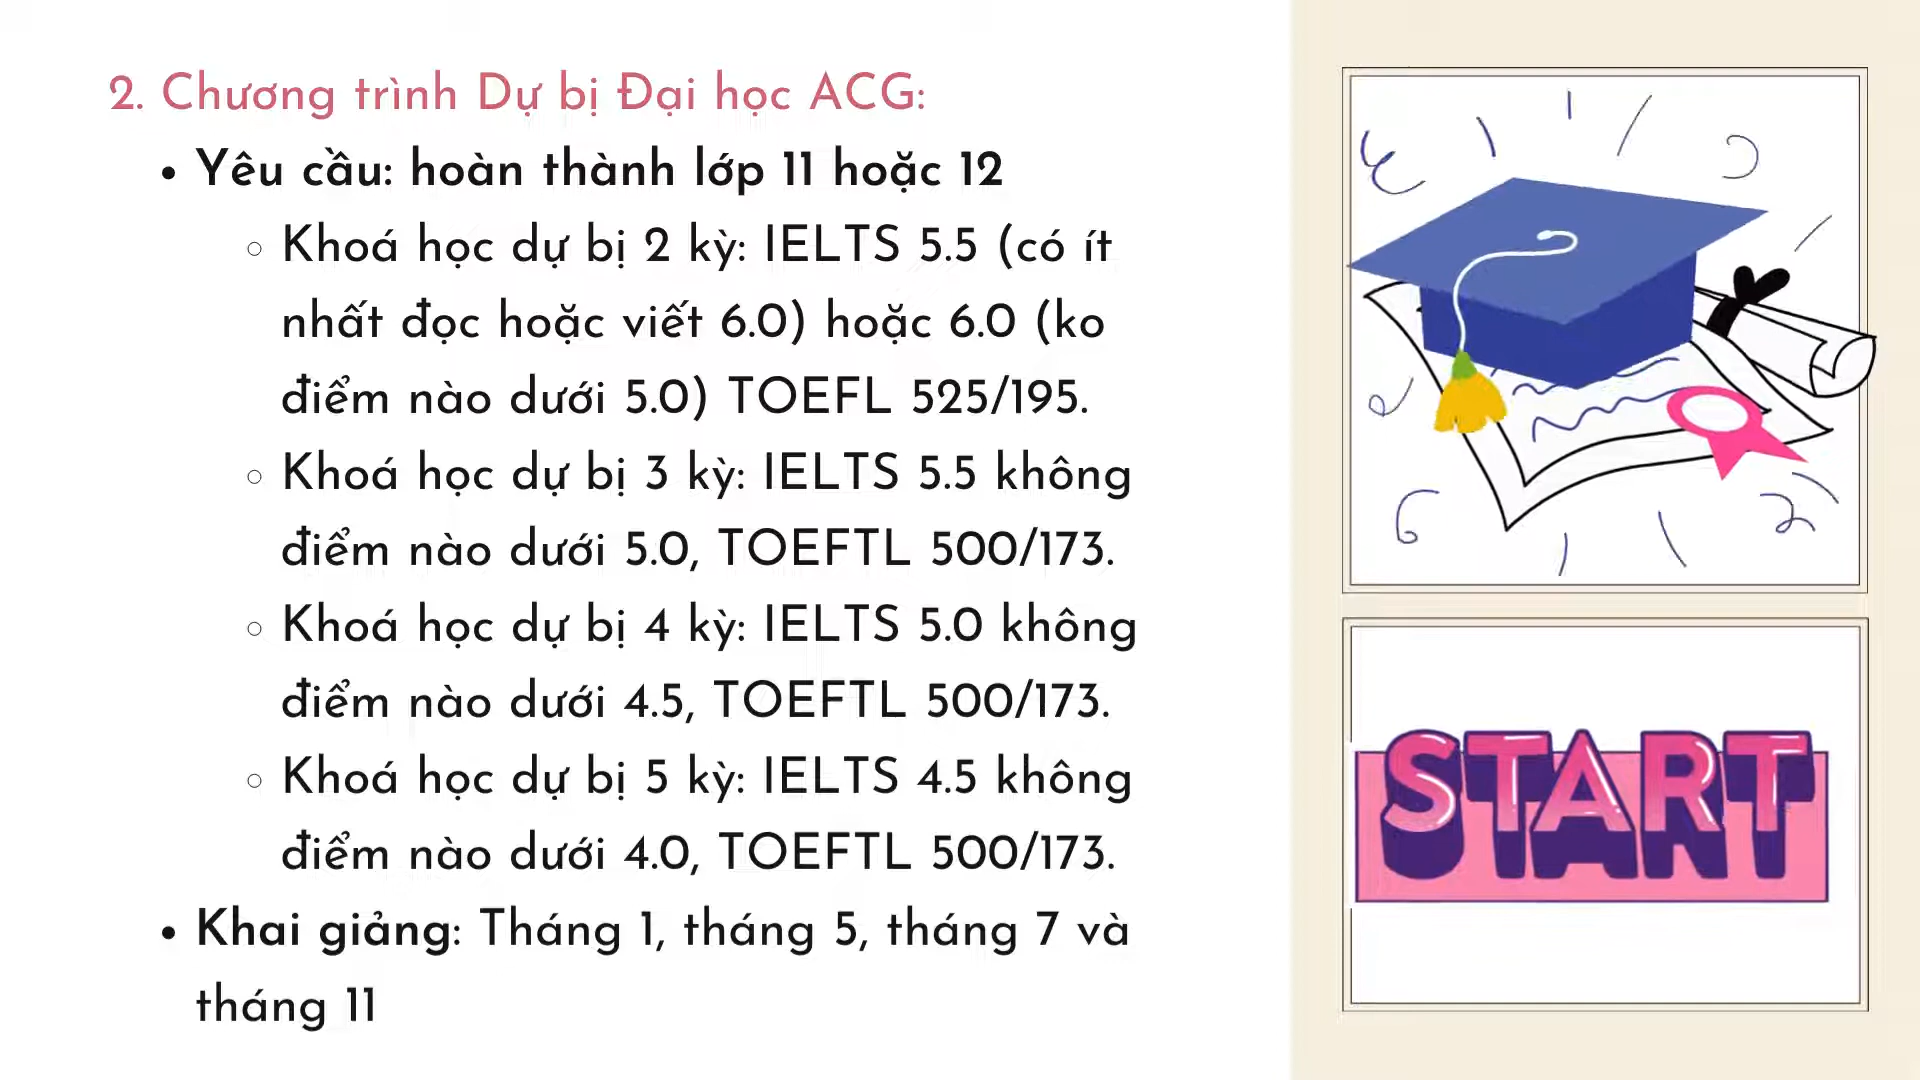 2. Chương trình Dự bị Đại học ACG:
• Yêu cầu: hoàn thành lớp 11 hoặc 12
◦ Khoá học dự bị 2 kỳ: IELTS 5.5 (có ít
nhất đọc hoặc viết 6.0) hoặc 6.0 (ko
điểm nào dưới 5.0) TOEFL 525/195.
◦ Khoá học dự bị 3 kỳ: IELTS 5.5 không
điểm nào dưới 5.0, TOEFTL 500/173.
◦ Khoá học dự bị 4 kỳ: IELTS 5.0 không
điểm nào dưới 4.5, TOEFTL 500/173.
◦ Khoá học dự bị 5 kỳ: IELTS 4.5 không
điểm nào dưới 4.0, TOEFTL 500/173.
• Khai giảng: Tháng 1, tháng 5, tháng 7 và
tháng 11
START